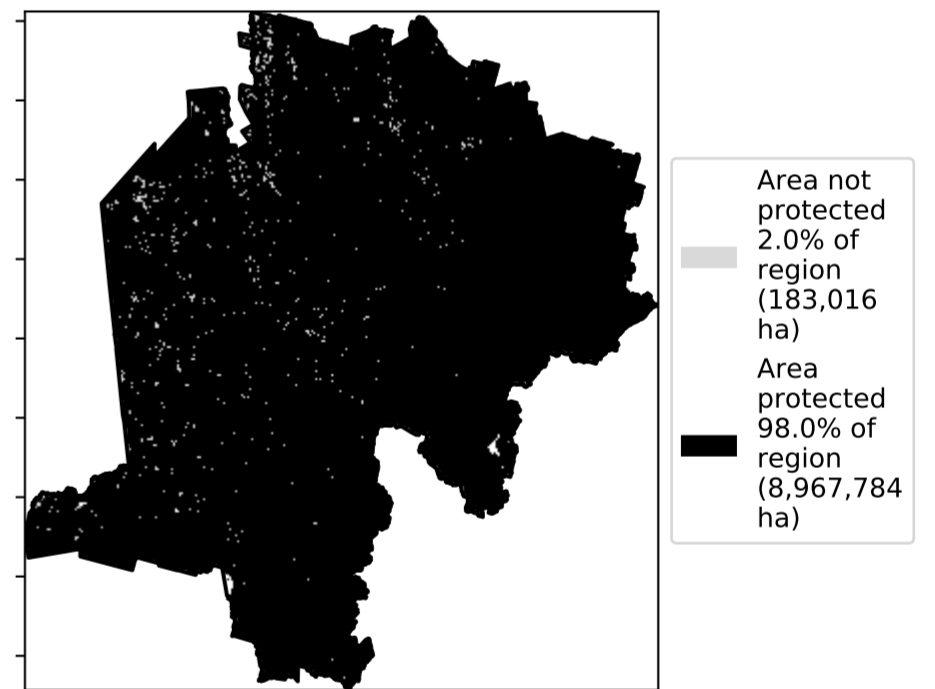 Area not
protected
2.0% of
region
(183,016
ha)
Area
protected
98.0% of
region
(8,967,784
ha)